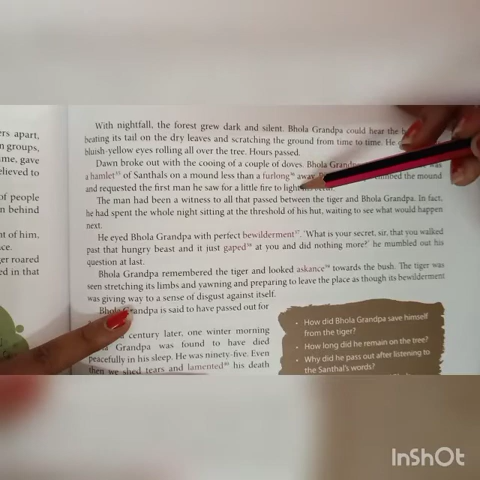 ers apart,
n groups,
me, gave
elieved to
of people
n behind
nt of him.
ce.
er roared
ed in that
With nightfall, the forest grew dark and silent. Bhola Grandpa could hear the
beating its tail on the dry leaves and scratching the ground from time to time. He
bluish-yellow eyes rolling all over the tree. Hours passed.
Dawn broke out with the cooing of a couple of doves. Bhola was
a hamlet of Santhals on a mound less than a furlong away. the mound
and requested the first man he saw for a little fire to light
The man had been a witness to all that passed between the tiger and Bhola Grandpa. In fact,
he had spent the whole night sitting at the threshold of his hut, waiting to see what would happen
next.
He eyed Bhola Grandpa with perfect bewilderment. 'What is your secret, sir, that you walked
past that hungry beast and it just gaped at you and did nothing more?' he mumbled out his
question at last.
Bhola Grandpa remembered the tiger and looked askance towards the bush. The tiger was
seen stretching its limbs and yawning and preparing to leave the place as though its bewilderment
was giving way to a sense of disgust against itself.
Bhola Grandpa is said to have passed out for
century later, one winter morning
Grandpa was found to have died
peacefully in his sleep. He was ninety-five. Even
then we shed tears and lamented his death
• How did Bhola Grandpa save himself
from the tiger?
• How long did he remain on the tree?
• Why did he pass out after listening to
the Santhal's words?
InShOt